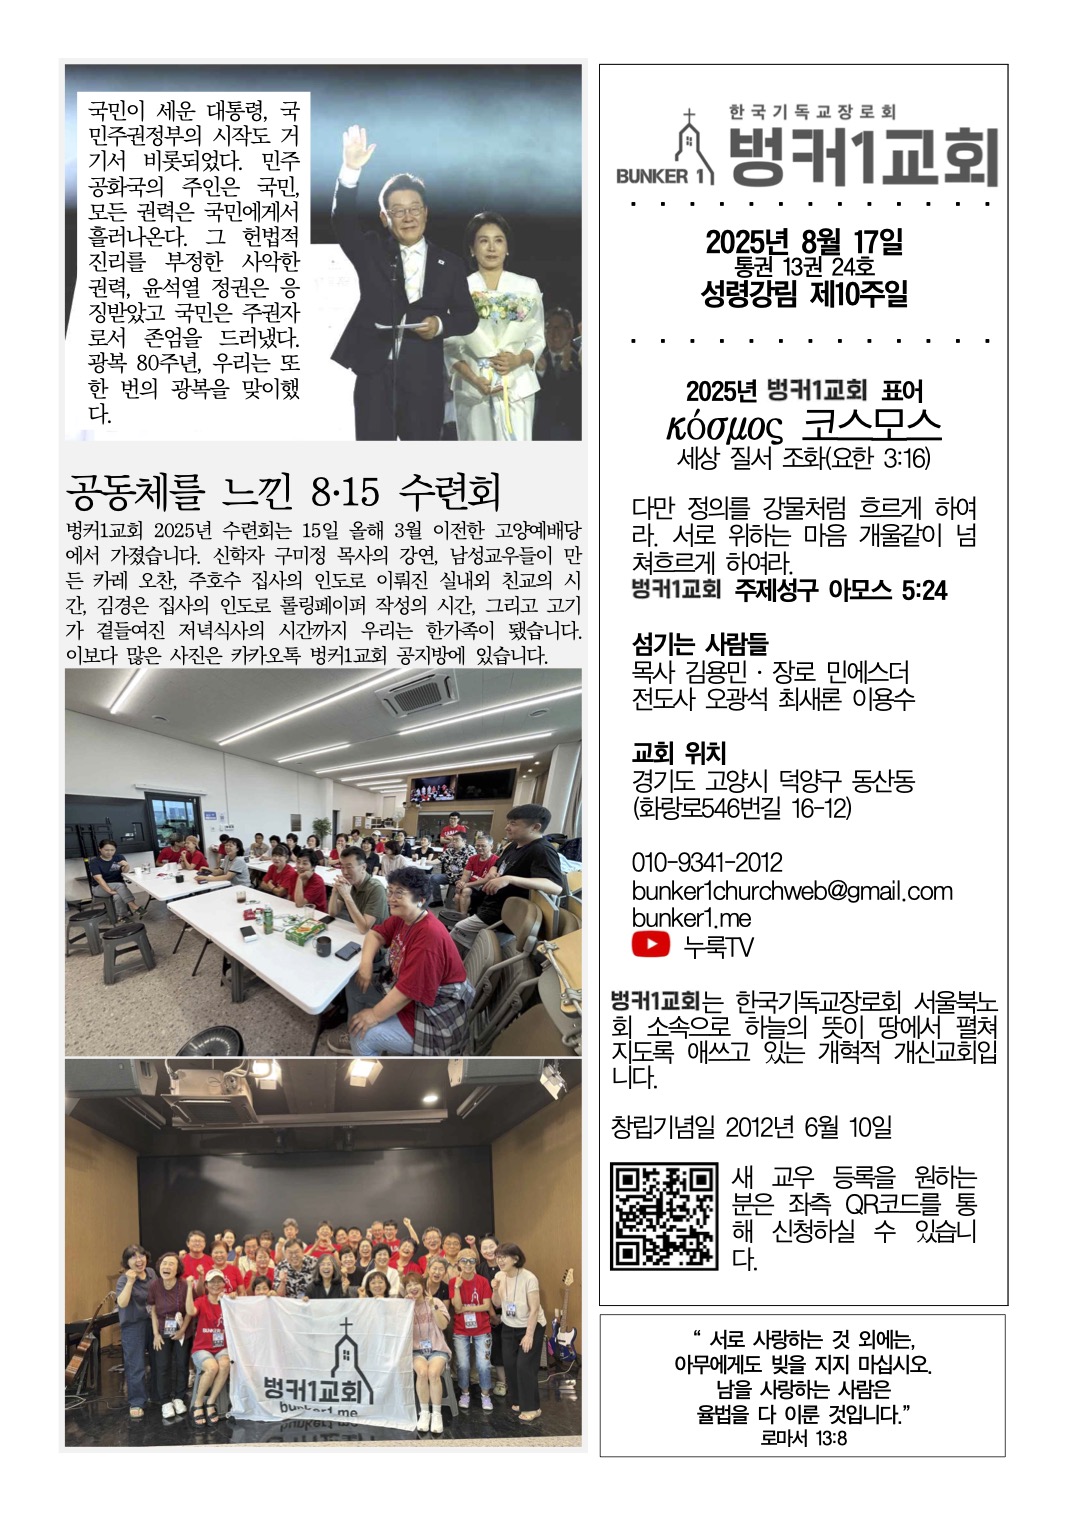 국민이 세운 대통령, 국
민주권정부의 시작도 거
기서 비롯되었다. 민주
공화국의 주인은 국민,
모든 권력은 국민에게서
흘러나온다. 그 헌법적
진리를 부정한 사악한
권력, 윤석열 정권은 응
징받았고 국민은 주권자
로서 존엄을 드러냈다.
광복 80주년, 우리는 또
한 번의 광복을 맞이했
다.
공동체를 느낀 8·15 수련회
벙커1교회 2025년 수련회는 15일 올해 3월 이전한 고양예배당
에서 가졌습니다. 신학자 구미정 목사의 강연, 남성교우들이 만
든 카레 오찬, 주호수 집사의 인도로 이뤄진 실내외 친교의 시
간, 김경은 집사의 인도로 롤링페이퍼 작성의 시간, 그리고 고기
가 곁들여진 저녁식사의 시간까지 우리는 한가족이 됐습니다.
이보다 많은 사진은 카카오톡 벙커1교회 공지방에 있습니다.
벙커1교회
bunker1.me
한국기독교장로회
BUNKER 1 벙커1교회
2025년 8월 17일
통권 13권 24호
성령강림 제10주일
2025년 벙커1교회 표어
κόσμος 코스모스
세상 질서 조화(요한 3:16)
다만 정의를 강물처럼 흐르게 하여
라. 서로 위하는 마음 개울같이 넘
쳐흐르게 하여라.
벙커1교회 주제성구 아모스 5:24
섬기는 사람들
목사 김용민 · 장로 민에스더
전도사 오광석 최새론 이용수
교회 위치
경기도 고양시 덕양구 동산동
(화랑로546번길 16-12)
010-9341-2012
bunker1churchweb@gmail.com
bunker1.me
누룩TV
벙커1교회는 한국기독교장로회 서울북노
회 소속으로 하늘의 뜻이 땅에서 펼쳐
지도록 애쓰고 있는 개혁적 개신교회입
니다.
창립기념일 2012년 6월 10일
새 교우 등록을 원하는
분은 좌측 QR코드를 통
해 신청하실 수 있습니
다.
“ 서로 사랑하는 것 외에는,
아무에게도 빚을 지지 마십시오.
남을 사랑하는 사람은
율법을 다 이룬 것입니다.”
로마서 13:8